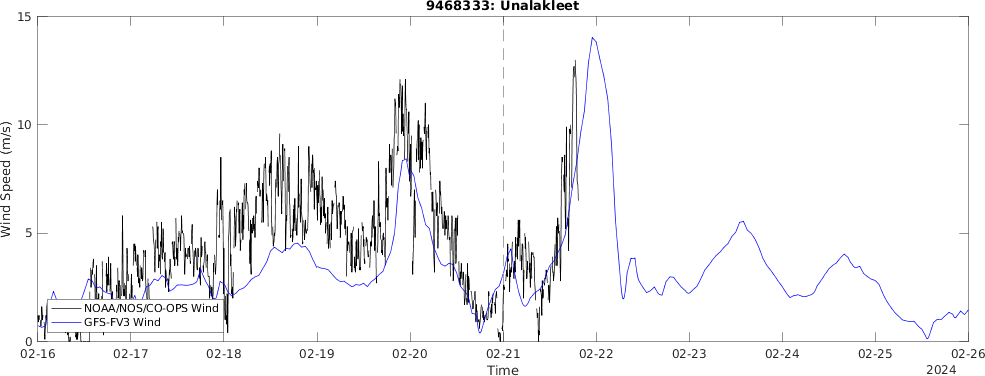 9468333: Unalakleet
15
10
5
0
Wind Speed (m/s)
NOAA/NOS/CO-OPS Wind
GFS-FV3 Wind
02-16 02-17 02-18 02-19 02-20 02-21 02-22 02-23 02-24 02-25 02-26
Time
2024